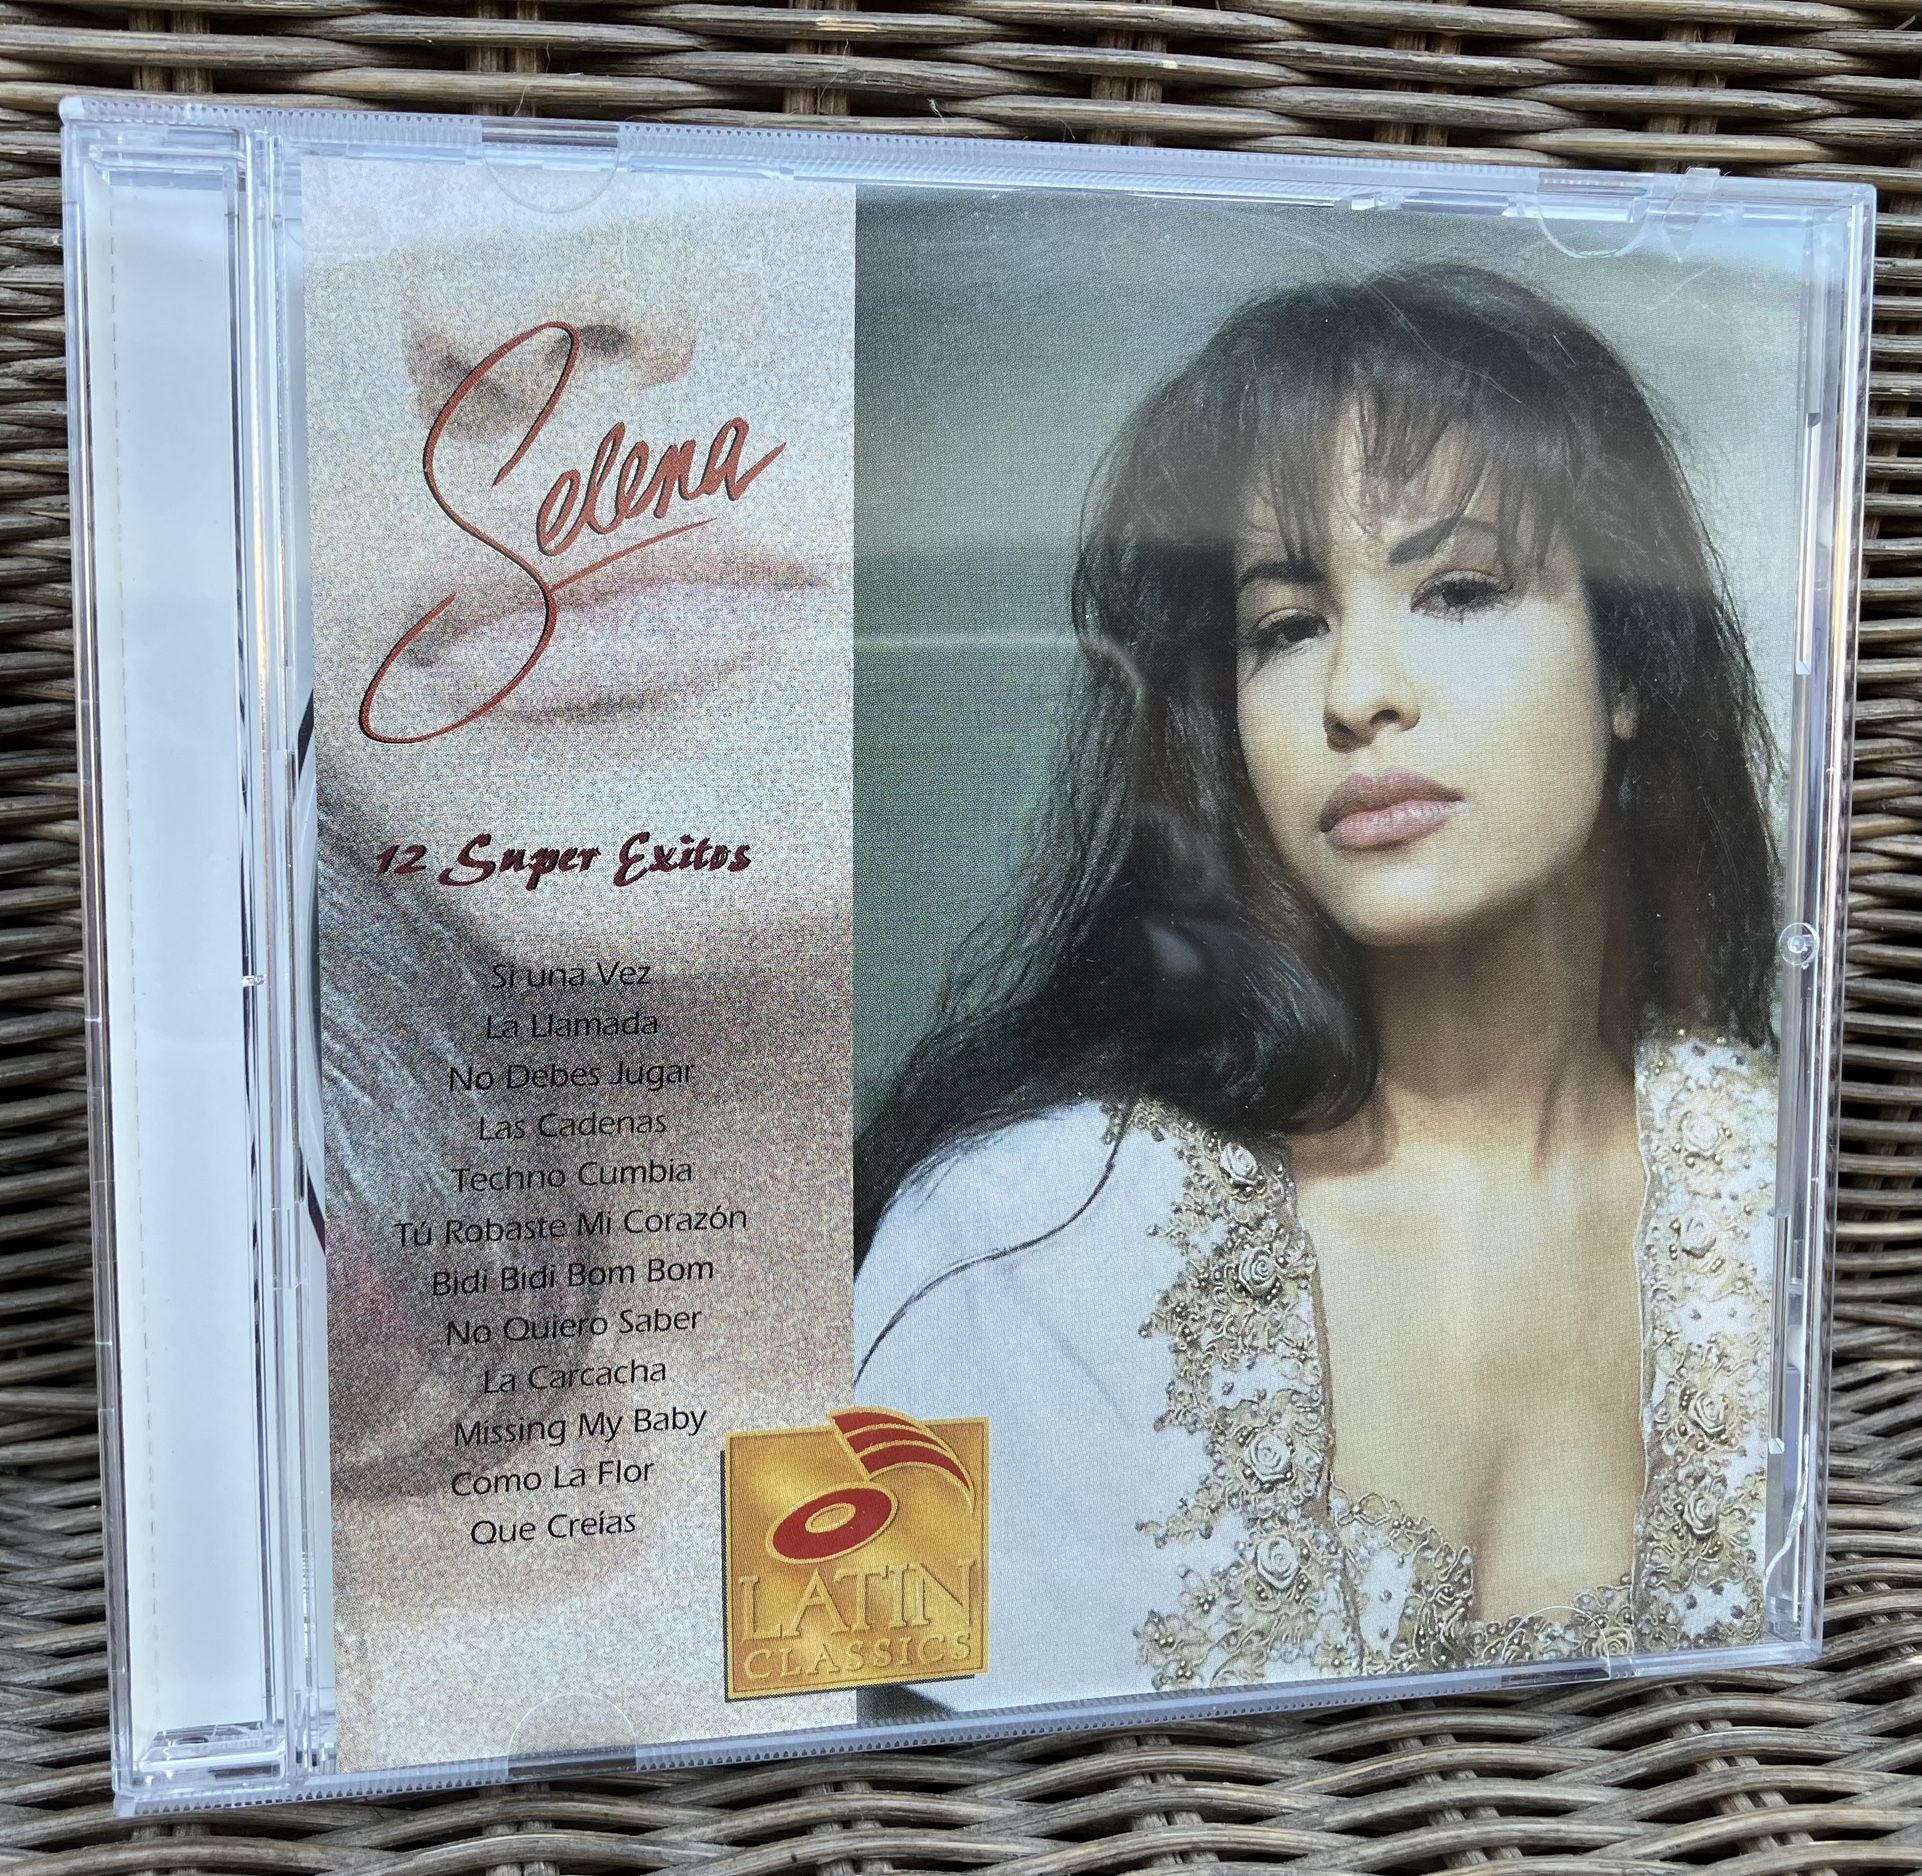 Selena
12 Super Exitos
Si una Vez
La Llamada
No Debes Jugar
Las Cadenas
Techno Cumbia
Tú Robaste Mi Corazón
Bidi Bidi Bom Bom
No Quiero Saber
La Carcacha
Missing My Baby
Como La Flor
Que Creías
LATIN
CLASSICS